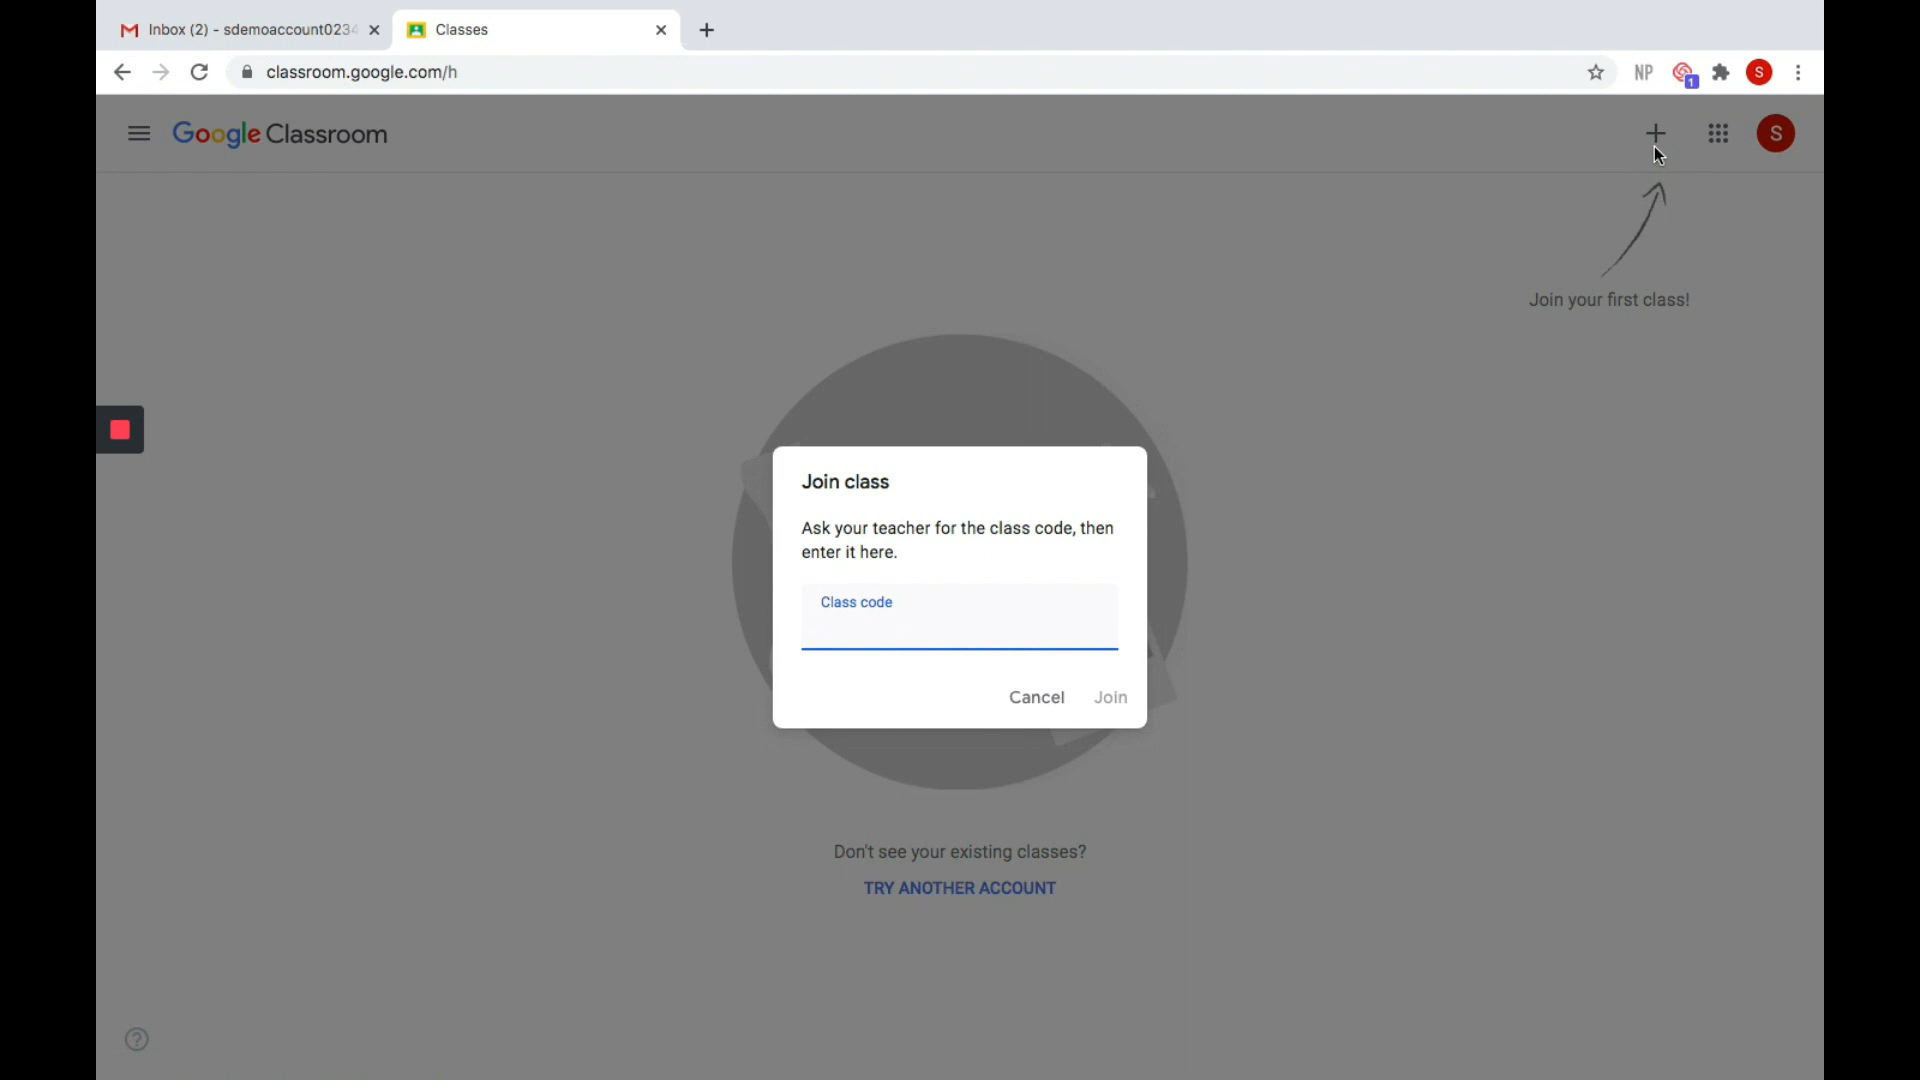 Inbox (2) - sdemoaccount0234
Classes
classroom.google.com/h
NP
1
S
Google Classroom
S
Join your first class!
Join class
Ask your teacher for the class code, then
enter it here.
Class code
Cancel
Join
Don't see your existing classes?
TRY ANOTHER ACCOUNT